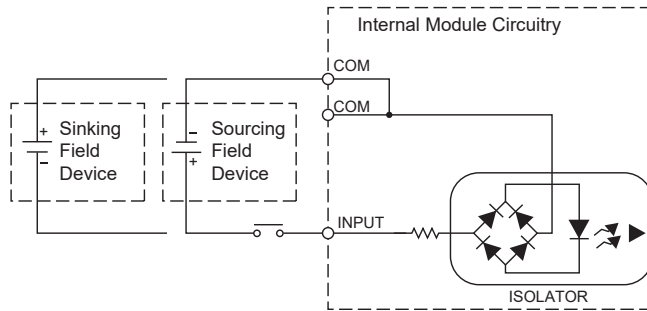 Internal Module Circuitry
COM
COM
+
Sinking
Field
Device
−
−
Sourcing
Field
Device
+
INPUT
ISOLATOR